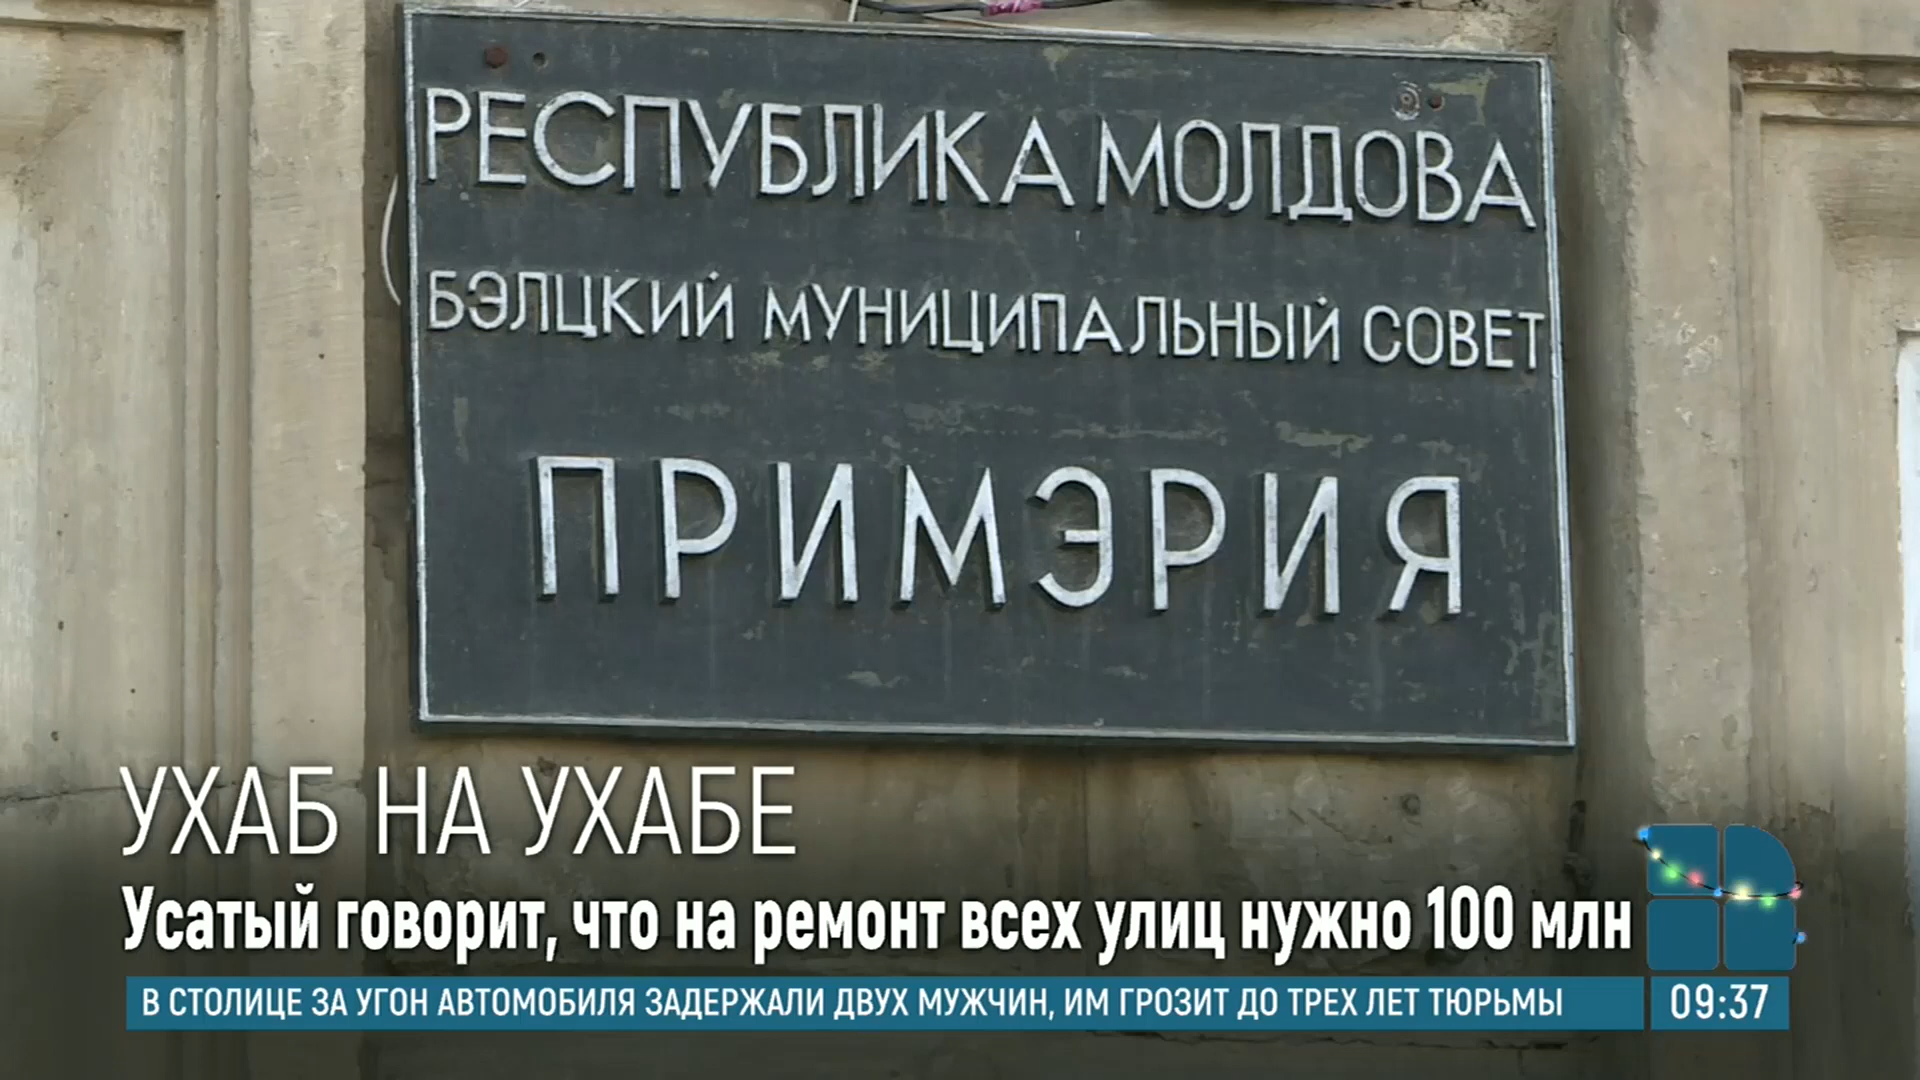 РЕСПУБЛИКА МОЛДОВА
БЭЛЦКИЙ МУНИЦИПАЛЬНЫЙ СОВЕТ
ПРИМЭРИЯ
УХАБ НА УХАБЕ
Усатый говорит, что на ремонт всех улиц нужно 100 млн
В СТОЛИЦЕ ЗА УГОН АВТОМОБИЛЯ ЗАДЕРЖАЛИ ДВУХ МУЖЧИН, ИМ ГРОЗИТ ДО ТРЕХ ЛЕТ ТЮРЬМЫ
09:37